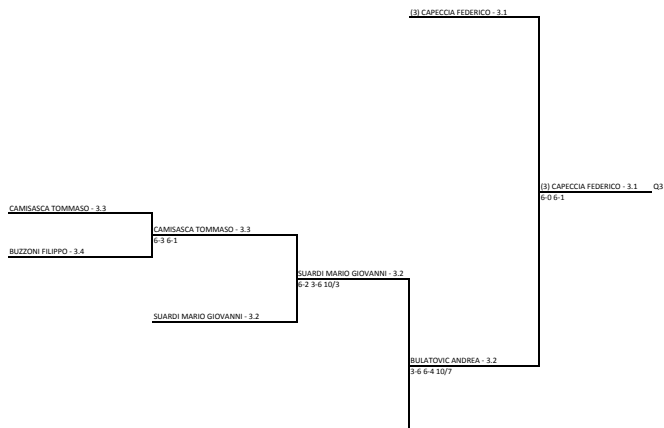 (3) CAPECCIA FEDERICO - 3.1
(3) CAPECCIA FEDERICO - 3.1 Q3
6-0 6-1
CAMISASCA TOMMASO - 3.3
CAMISASCA TOMMASO - 3.3
6-3 6-1
BUZZONI FILIPPO - 3.4
SUARDI MARIO GIOVANNI - 3.2
6-2 3-6 10/3
SUARDI MARIO GIOVANNI - 3.2
BULATOVIC ANDREA - 3.2
3-6 6-4 10/7